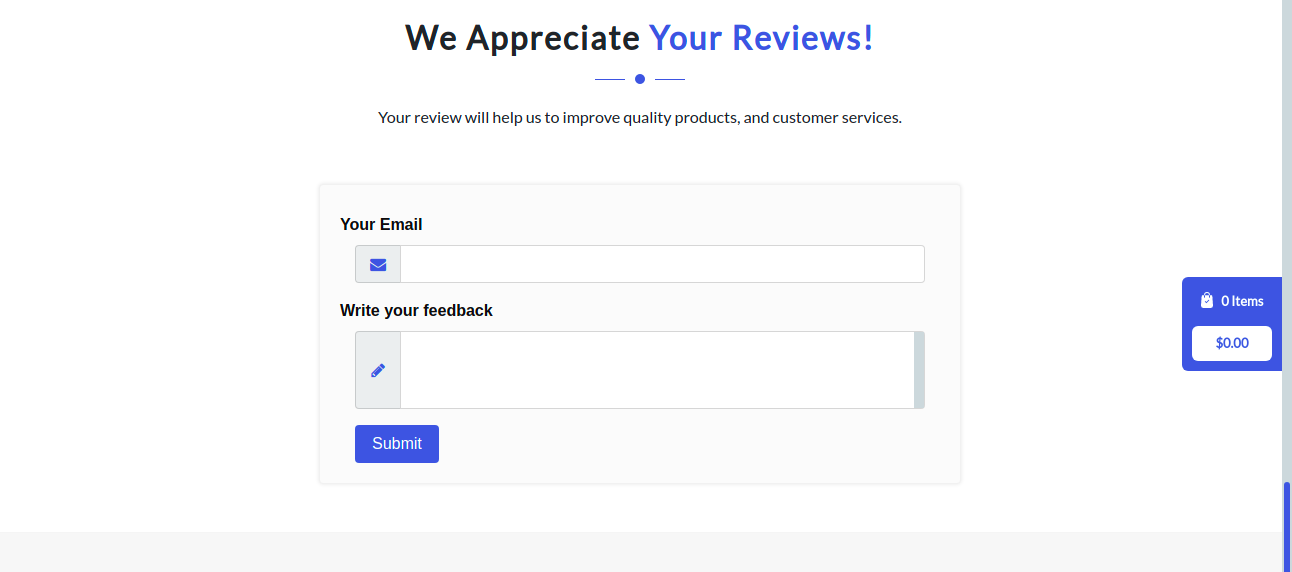 We Appreciate Your Reviews!
Your review will help us to improve quality products, and customer services.
Your Email
Write your feedback
Submit
0 Items
$0.00